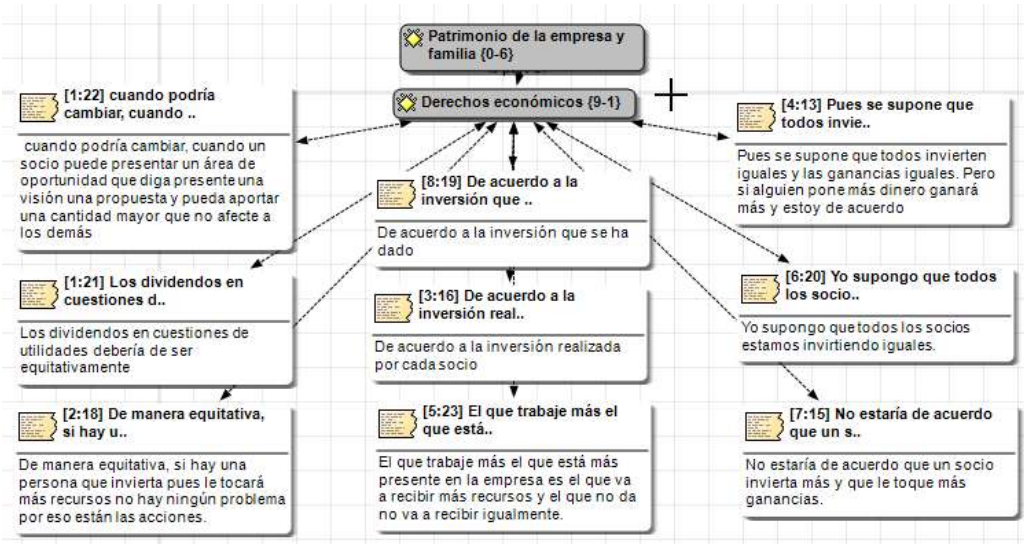 Patrimonio de la empresa y
familia {0-6}
Derechos económicos {9-1}
[1:22] cuando podría
cambiar, cuando ..
cuando podría cambiar, cuando un
socio puede presentar un área de
oportunidad que diga presente una
visión una propuesta y pueda aportar
una cantidad mayor que no afecte a
los demás
[4:13] Pues se supone que
todos invie..
Pues se supone que todos invierten
iguales y las ganancias iguales. Pero
si alguien pone más dinero ganará
más y estoy de acuerdo
[8:19] De acuerdo a la
inversión que ..
De acuerdo a la inversión que se ha
dado
[1:21] Los dividendos en
cuestiones d..
Los dividendos en cuestiones de
utilidades debería de ser
equitativamente
[3:16] De acuerdo a la
inversión real..
De acuerdo a la inversión realizada
por cada socio
[6:20] Yo supongo que todos
los socio..
Yo supongo que todos los socios
estamos invirtiendo iguales.
[2:18] De manera equitativa,
si hay u..
De manera equitativa, si hay una
persona que invierta pues le tocará
más recursos no hay ningún problema
por eso están las acciones.
[5:23] El que trabaje más el
que está..
El que trabaje más el que está más
presente en la empresa es el que va
a recibir más recursos y el que no da
no va a recibir igualmente.
[7:15] No estaría de acuerdo
que un s..
No estaría de acuerdo que un socio
invierta más y que le toque más
ganancias.